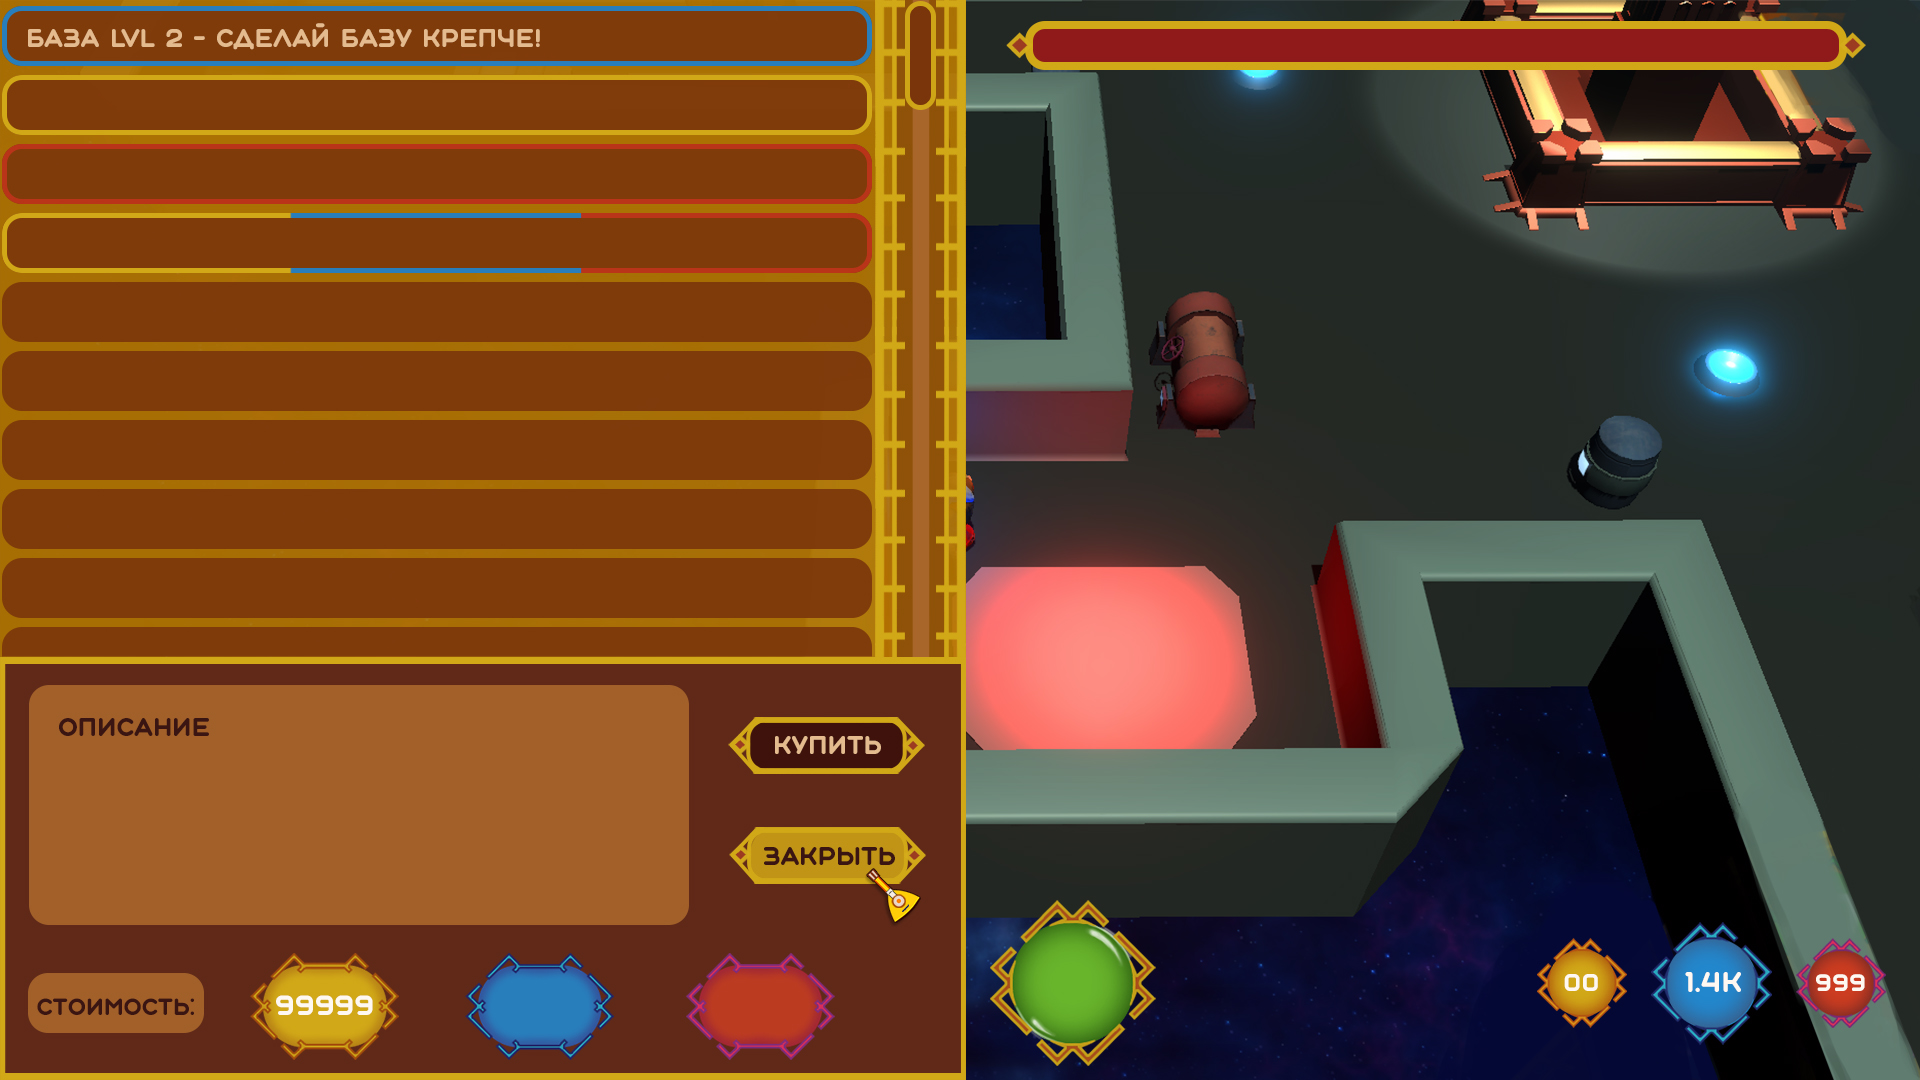 БАЗА LVL 2 - СДЕЛАЙ БАЗУ КРЕПЧЕ!
ОПИСАНИЕ
КУПИТЬ
ЗАКРЫТЬ
СТОИМОСТЬ:
99999
00
1.4K
999